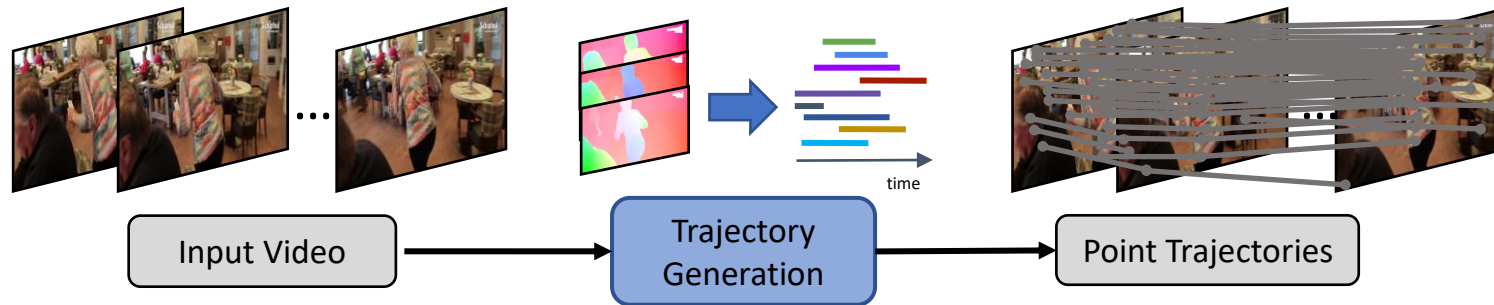 time
Input Video
Trajectory
Generation
Point Trajectories